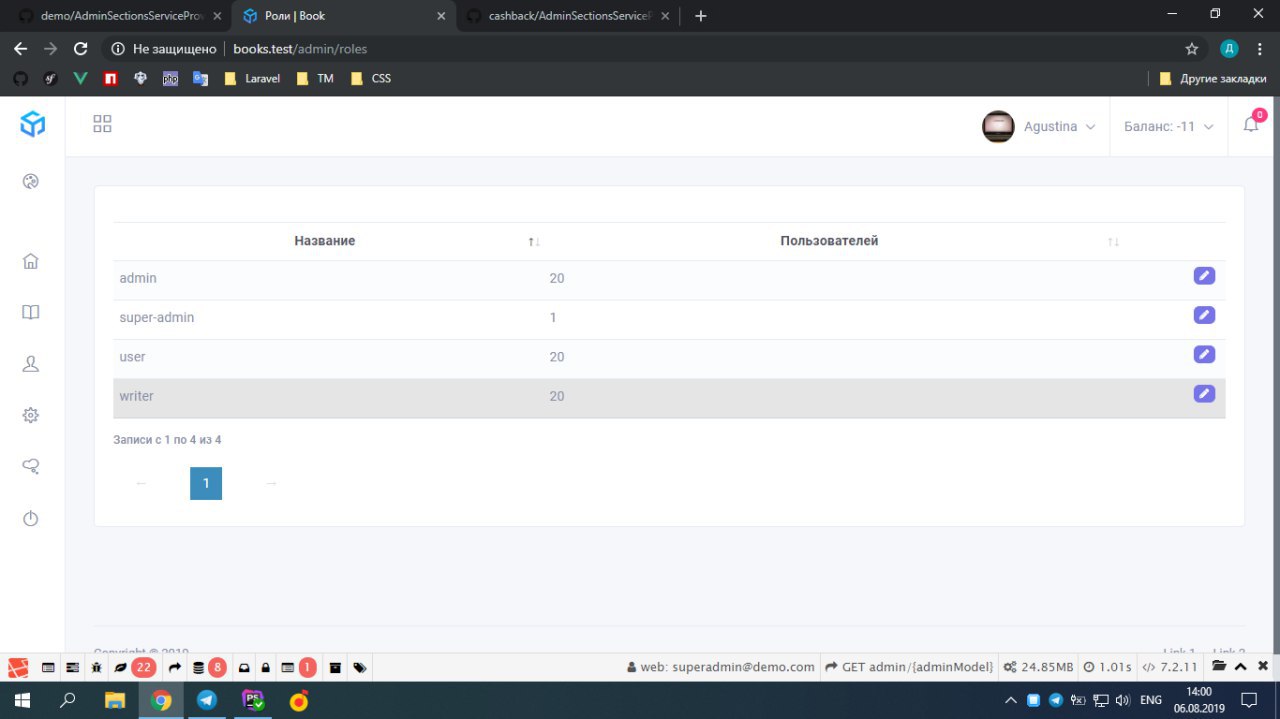 demo/AdminSectionsServiceProv
Роли | Book
cashback/AdminSectionsServiceP
Не защищено
books.test/admin/roles
Д
Laravel
TM
CSS
Другие закладки
Agustina
Баланс: -11
0
Название
Пользователей
admin 20
super-admin 1
user 20
writer 20
Записи с 1 по 4 из 4
← 1 →
Copyright © 2019
Link 1 Link 2
22
8
1
web: superadmin@demo.com
GET admin/{adminModel}
24.85MB
1.01s
7.2.11
ENG
14:00
06.08.2019